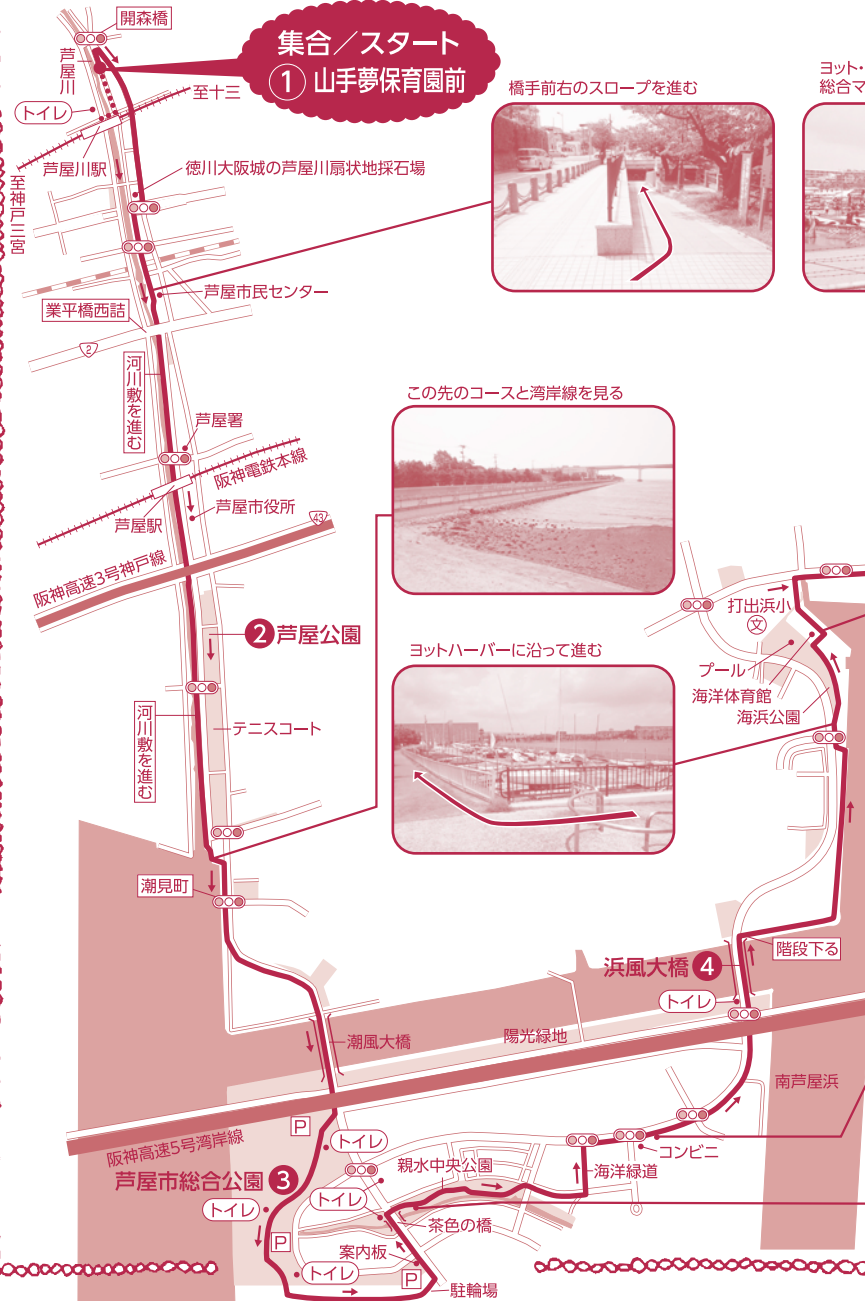 開森橋
集合／スタート
① 山手夢保育園前
芦屋川
トイレ
至十三
芦屋川駅
至神戸三宮
徳川大阪城の芦屋川扇状地採石場
橋手前右のスロープを進む
ヨット・
総合マ
芦屋市民センター
業平橋西詰
2
河川敷を進む
芦屋署
阪神電鉄本線
芦屋市役所
芦屋駅
43
阪神高速3号神戸線
この先のコースと湾岸線を見る
❷芦屋公園
打出浜小
文
プール
海洋体育館
海浜公園
ヨットハーバーに沿って進む
河川敷を進む
テニスコート
潮見町
階段下る
浜風大橋❹
トイレ
潮風大橋
陽光緑地
南芦屋浜
阪神高速5号湾岸線
P
トイレ
コンビニ
親水中央公園
海洋緑道
芦屋市総合公園❸
トイレ
トイレ
茶色の橋
P
案内板
トイレ
P
駐輪場